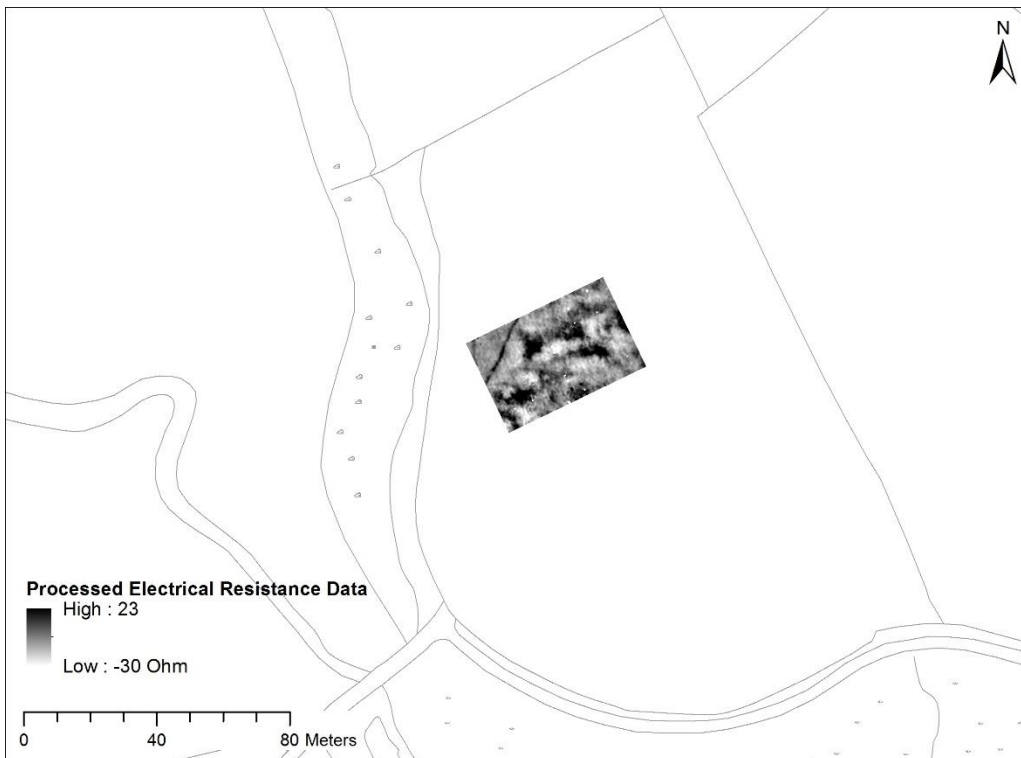 N
Processed Electrical Resistance Data
High : 23
Low : -30 Ohm
0 40 80 Meters